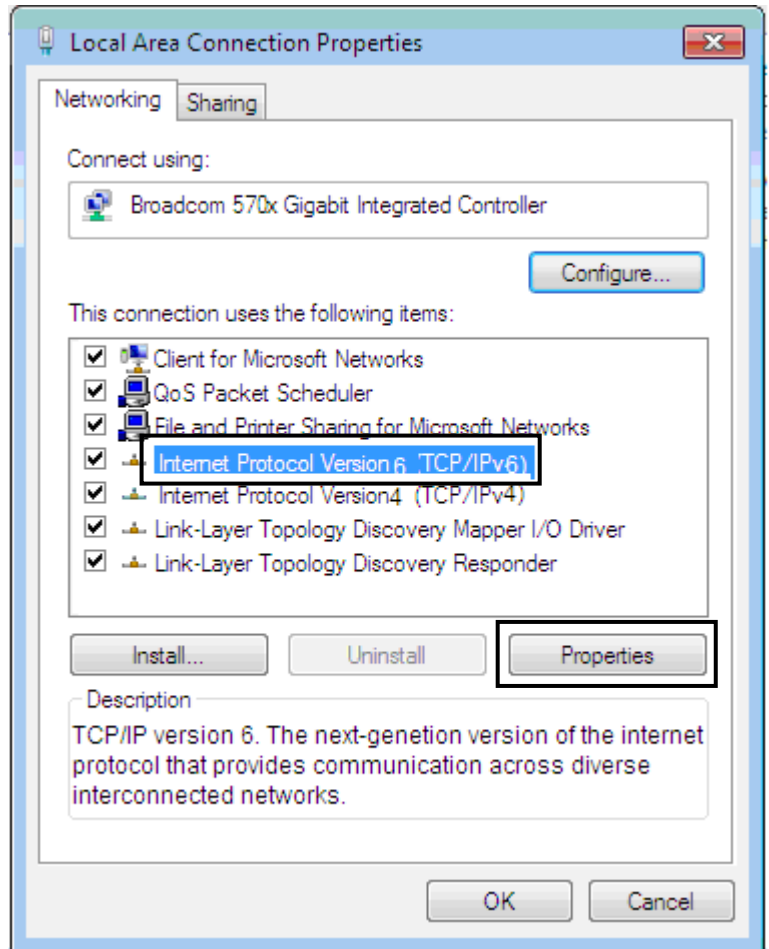 Local Area Connection Properties
Networking
Sharing
Connect using:
Broadcom 570x Gigabit Integrated Controller
Configure...
This connection uses the following items:
Client for Microsoft Networks
QoS Packet Scheduler
File and Printer Sharing for Microsoft Networks
Internet Protocol Version 6 (TCP/IPv6)
Internet Protocol Version4 (TCP/IPv4)
Link-Layer Topology Discovery Mapper I/O Driver
Link-Layer Topology Discovery Responder
Install...
Uninstall
Properties
Description
TCP/IP version 6. The next-genetion version of the internet
protocol that provides communication across diverse
interconnected networks.
OK
Cancel